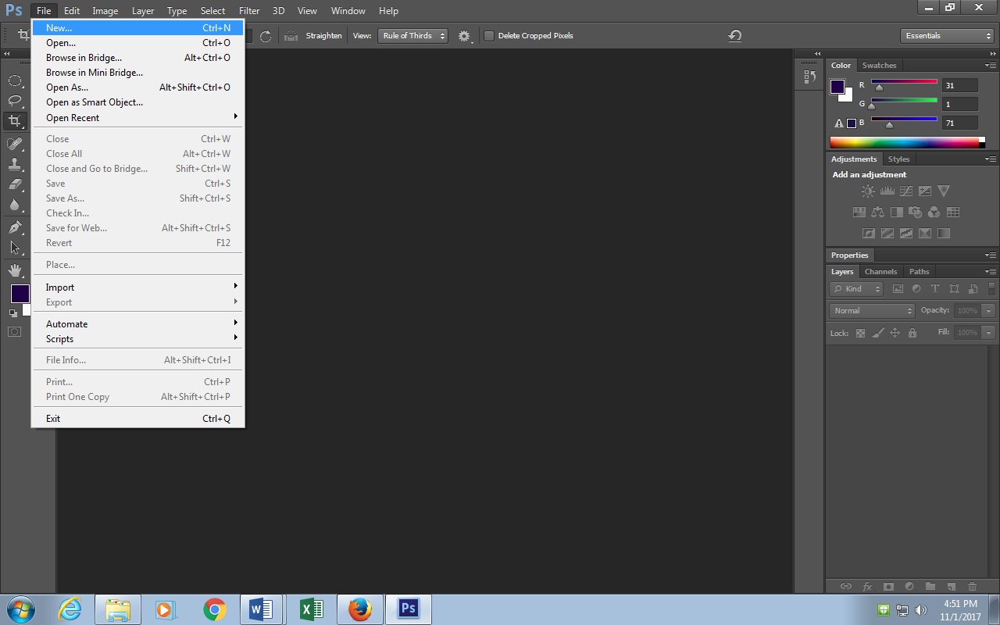 Ps File Edit Image Layer Type Select Filter 3D View Window Help
Straighten View: Rule of Thirds Delete Cropped Pixels Essentials
New... Ctrl+N
Open... Ctrl+O
Browse in Bridge... Alt+Ctrl+O
Browse in Mini Bridge...
Open As... Alt+Shift+Ctrl+O
Open as Smart Object...
Open Recent
Close Ctrl+W
Close All Alt+Ctrl+W
Close and Go to Bridge... Shift+Ctrl+W
Save Ctrl+S
Save As... Shift+Ctrl+S
Check In...
Save for Web... Alt+Shift+Ctrl+S
Revert F12
Place...
Import
Export
Automate
Scripts
File Info... Alt+Shift+Ctrl+I
Print... Ctrl+P
Print One Copy Alt+Shift+Ctrl+P
Exit Ctrl+Q
Color Swatches
R 31
G 1
B 71
Adjustments Styles
Add an adjustment
Properties
Layers Channels Paths
Kind
Normal Opacity: 100%
Lock: Fill: 100%
Ps
4:51 PM
11/1/2017